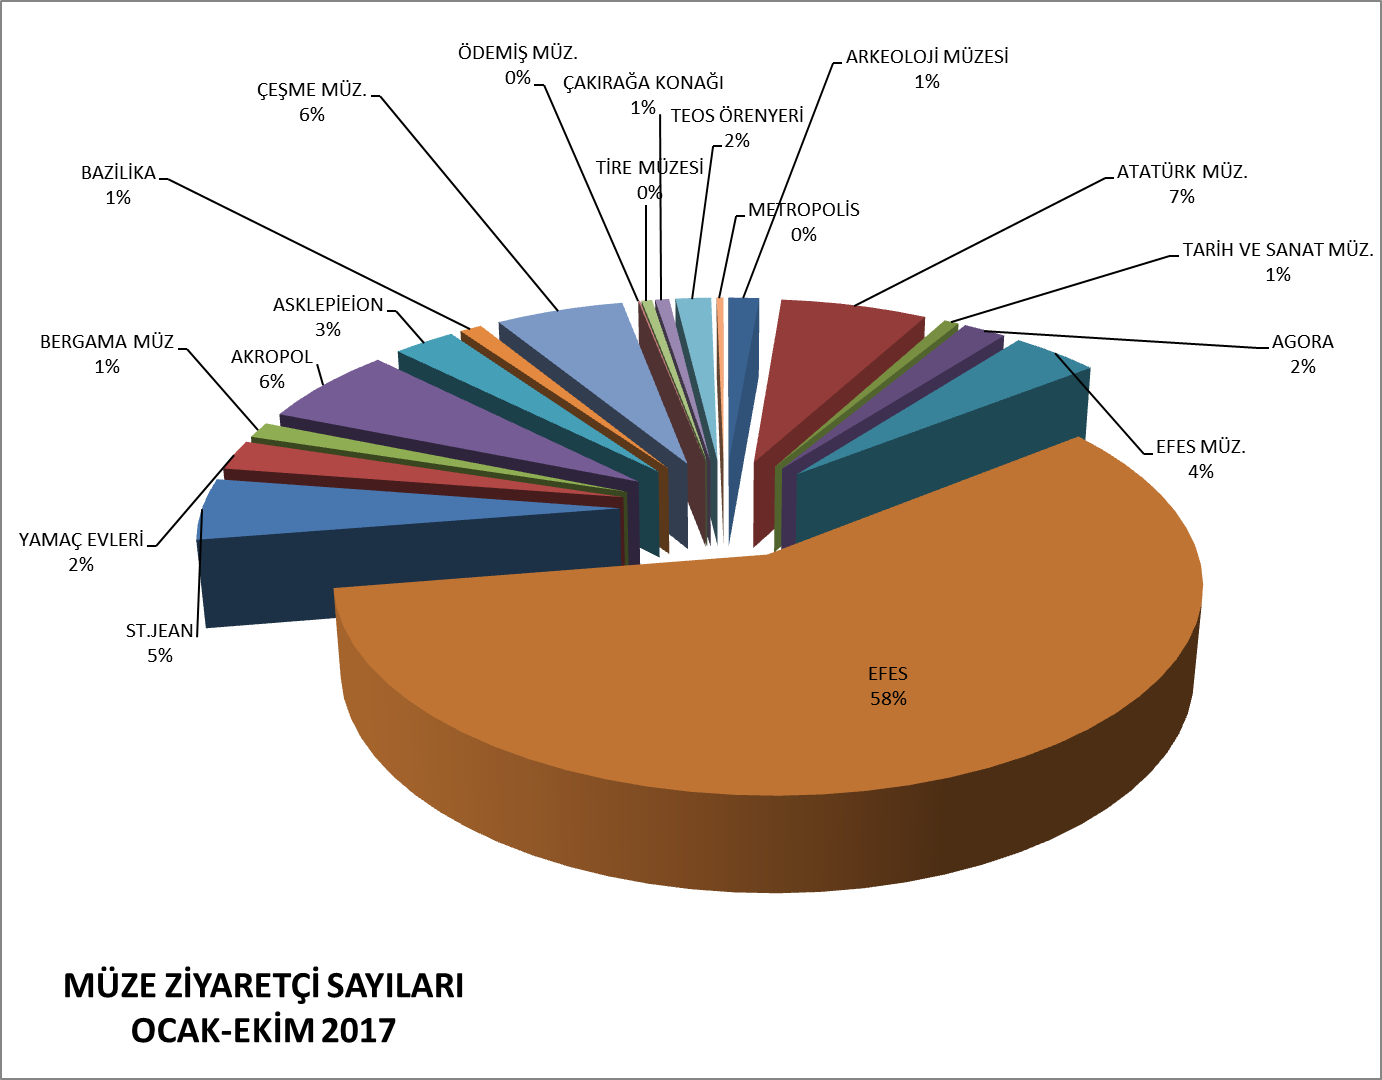 ÖDEMİŞ MÜZ.
0%
ARKEOLOJİ MÜZESİ
1%
ÇAKIRAĞA KONAĞI
1%
ÇEŞME MÜZ.
6%
TEOS ÖRENYERİ
2%
TİRE MÜZESİ
0%
BAZİLİKA
1%
ATATÜRK MÜZ.
7%
METROPOLİS
0%
TARİH VE SANAT MÜZ.
1%
ASKLEPİEİON
3%
BERGAMA MÜZ
1%
AKROPOL
6%
AGORA
2%
EFES MÜZ.
4%
YAMAÇ EVLERİ
2%
ST.JEAN
5%
EFES
58%
MÜZE ZİYARETÇİ SAYILARI
OCAK-EKİM 2017